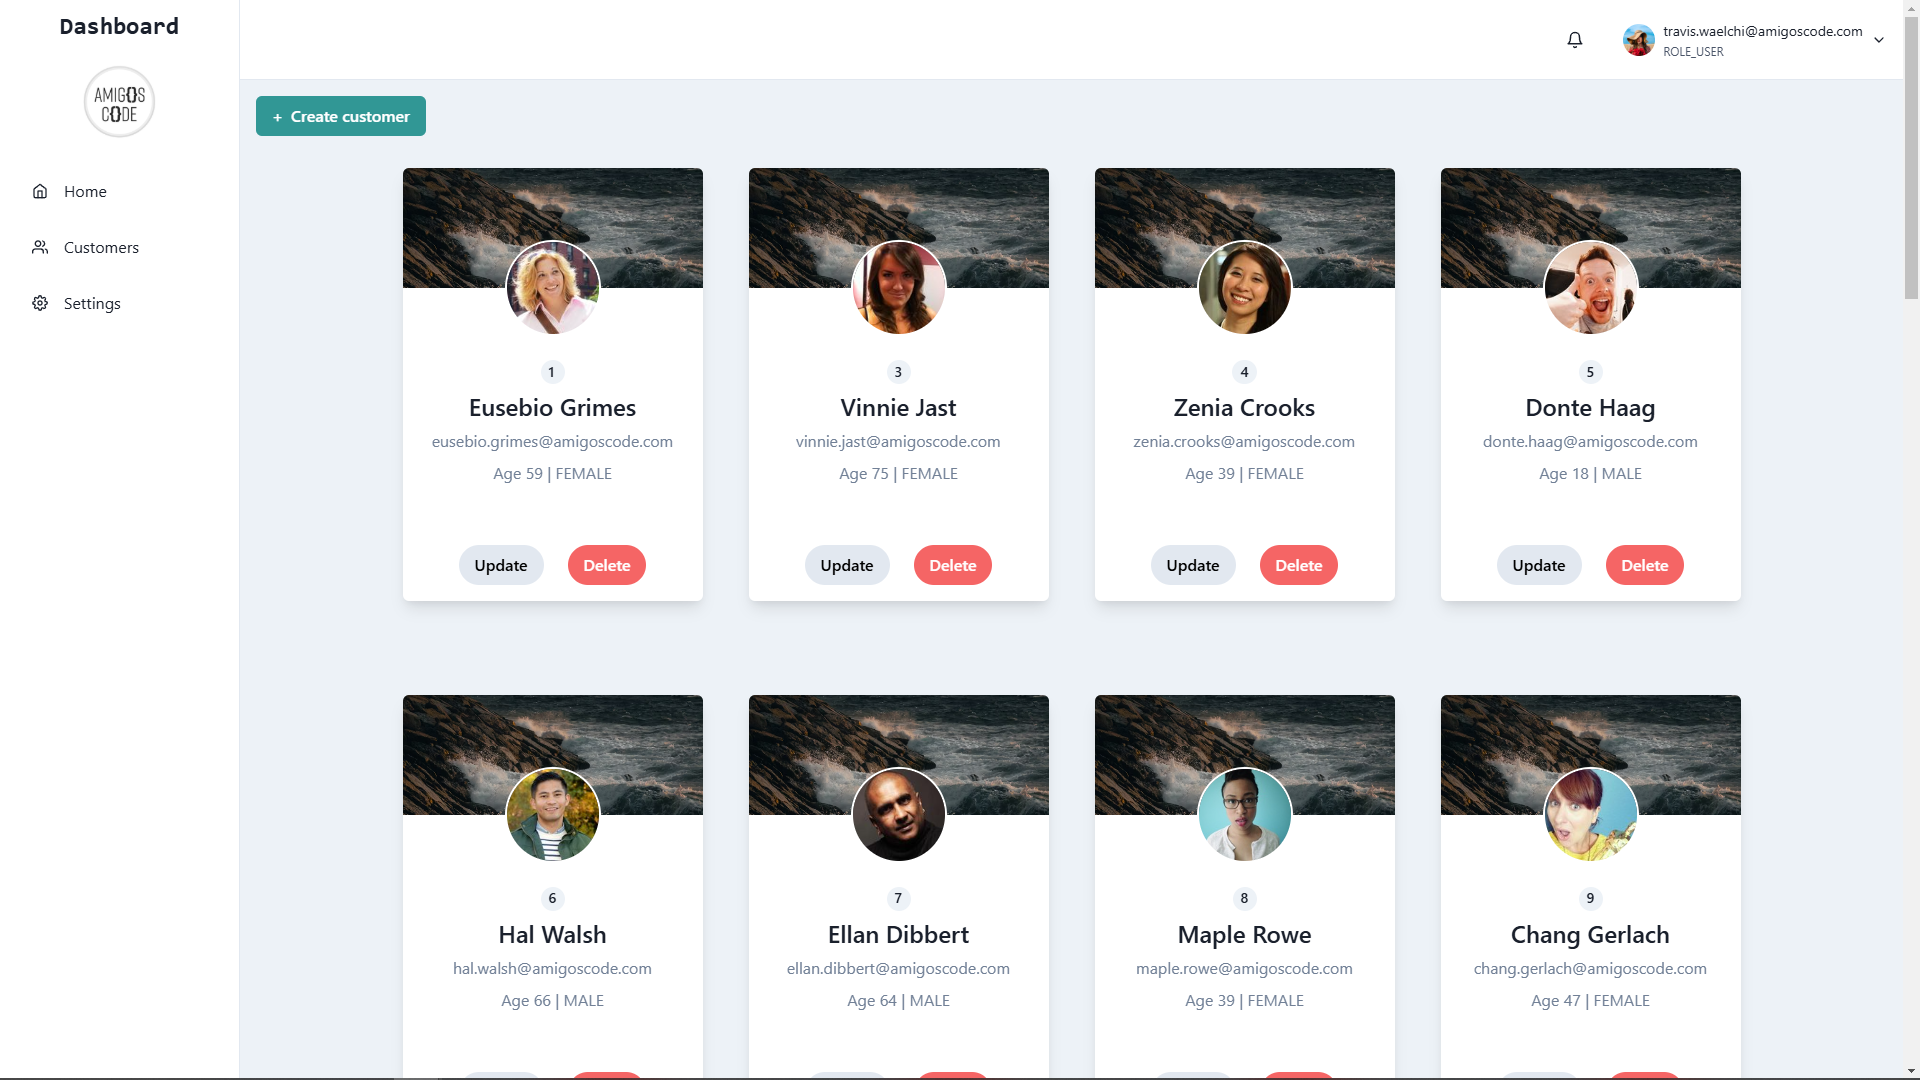 Dashboard
AMIGOS
CODE
Home
Customers
Settings
travis.waelchi@amigoscode.com
ROLE_USER
+ Create customer
1
Eusebio Grimes
eusebio.grimes@amigoscode.com
Age 59 | FEMALE
Update Delete
3
Vinnie Jast
vinnie.jast@amigoscode.com
Age 75 | FEMALE
Update Delete
4
Zenia Crooks
zenia.crooks@amigoscode.com
Age 39 | FEMALE
Update Delete
5
Donte Haag
donte.haag@amigoscode.com
Age 18 | MALE
Update Delete
6
Hal Walsh
hal.walsh@amigoscode.com
Age 66 | MALE
7
Ellan Dibbert
ellan.dibbert@amigoscode.com
Age 64 | MALE
8
Maple Rowe
maple.rowe@amigoscode.com
Age 39 | FEMALE
9
Chang Gerlach
chang.gerlach@amigoscode.com
Age 47 | FEMALE